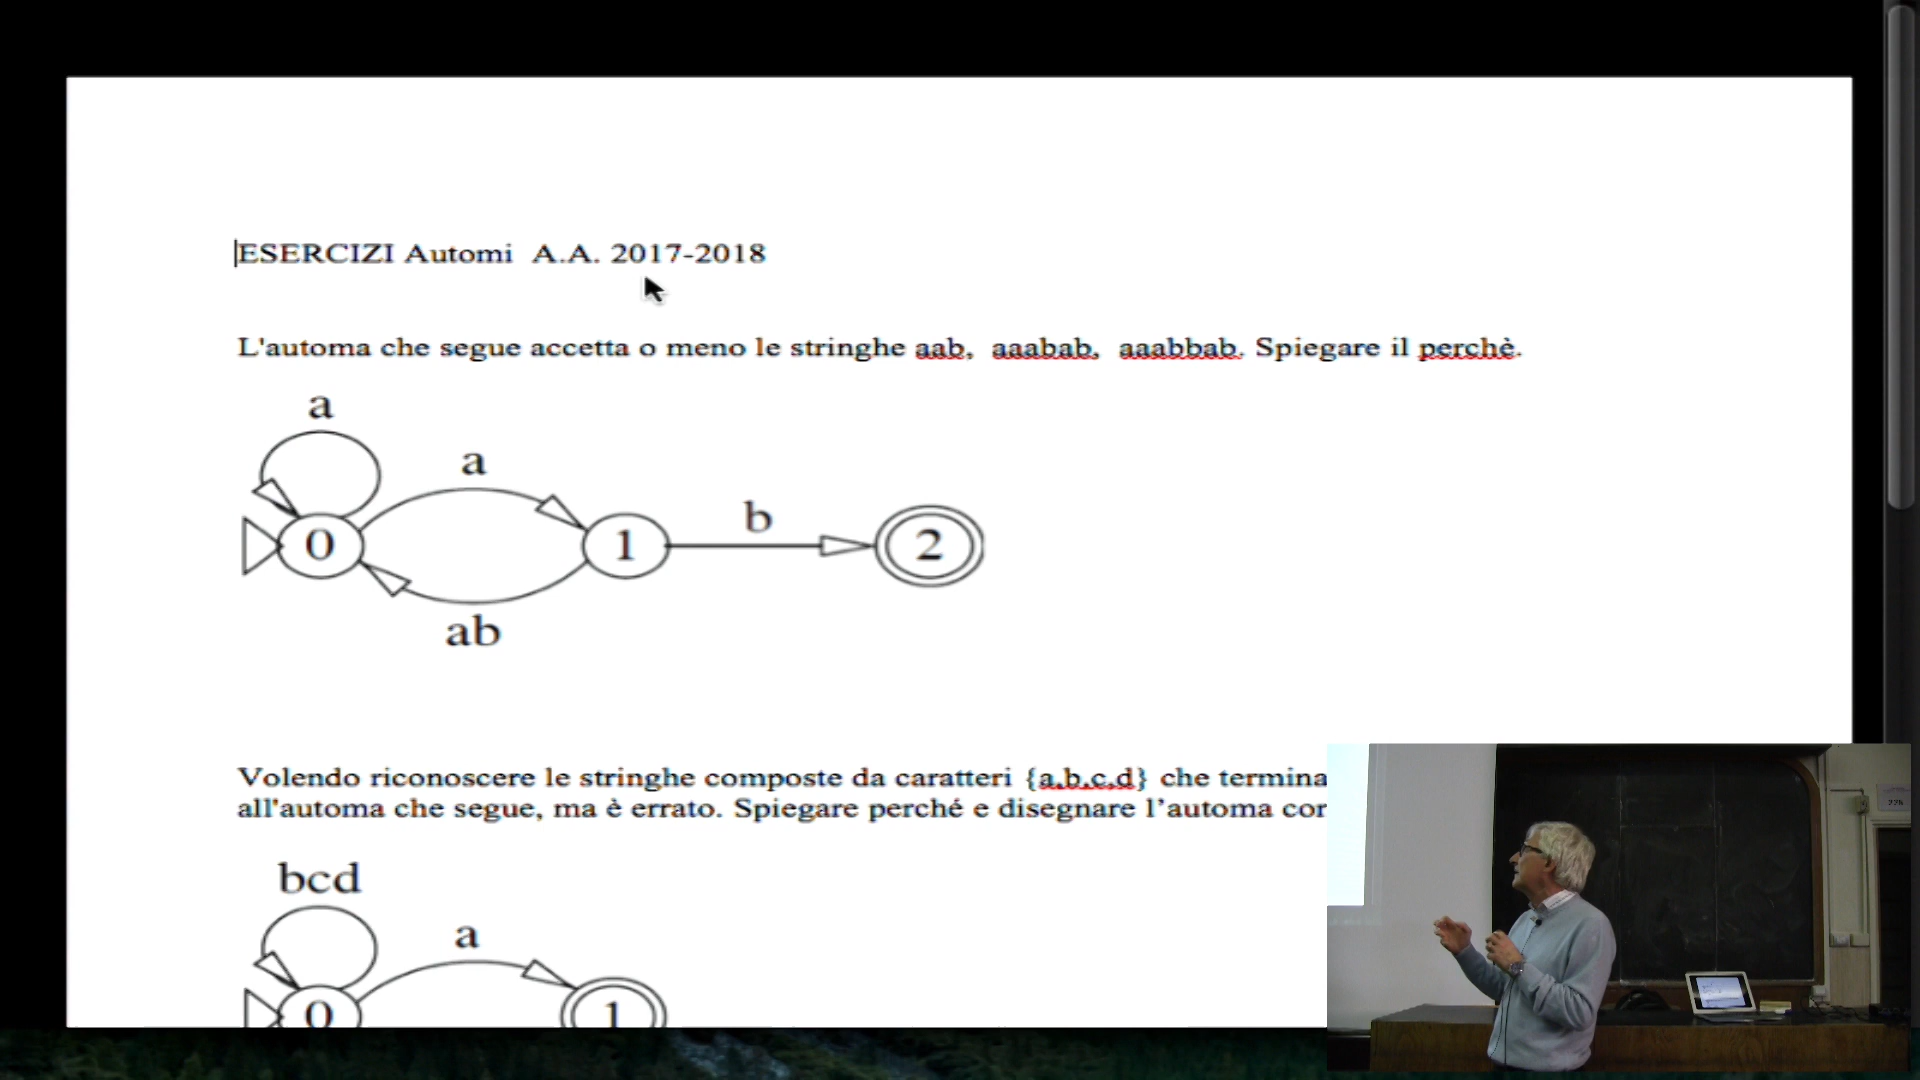 ESERCIZI Automi A.A. 2017-2018
L'automa che segue accetta o meno le stringhe aab, aaabab, aaabbab. Spiegare il perchè.
a
a
b
0
1
2
ab
Volendo riconoscere le stringhe composte da caratteri {a,b,c,d} che termina
all'automa che segue, ma è errato. Spiegare perché e disegnare l’automa cor
bcd
a
0
1